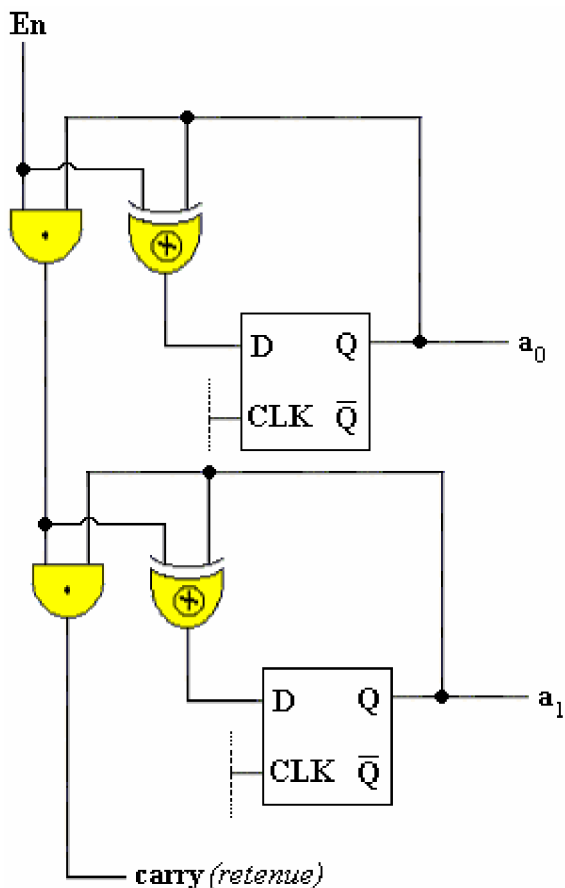 En
D Q
a0
CLK Q̅
D Q
a1
CLK Q̅
carry (retenue)